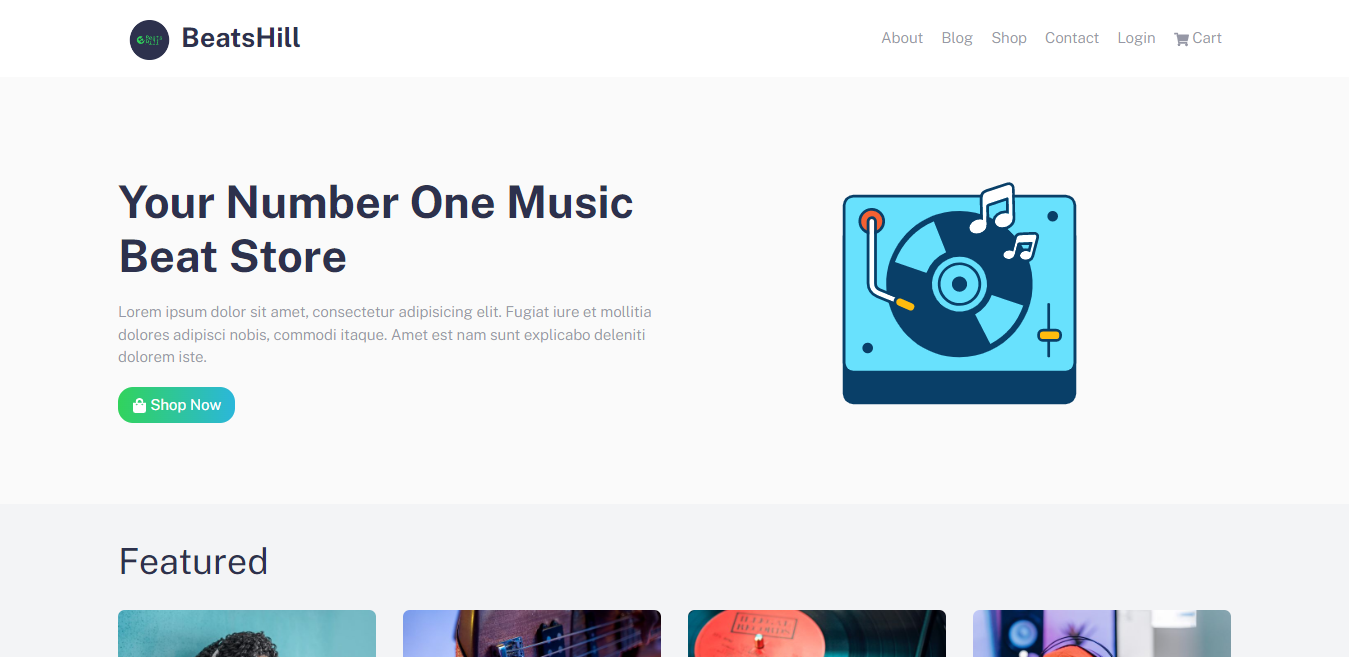 BeatsHill
About Blog Shop Contact Login Cart
Your Number One Music
Beat Store
Lorem ipsum dolor sit amet, consectetur adipisicing elit. Fugiat iure et mollitia
dolores adipisci nobis, commodi itaque. Amet est nam sunt explicabo deleniti
dolorem iste.
Shop Now
Featured
RECORDS